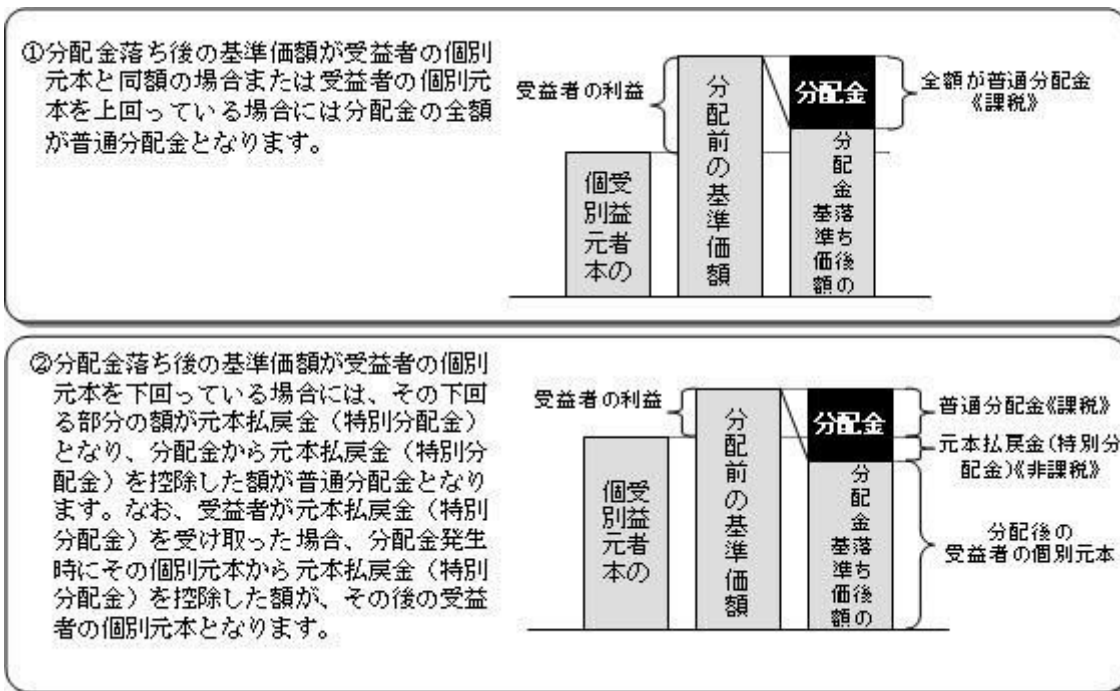 ①分配金落ち後の基準価額が受益者の個別
元本と同額の場合または受益者の個別元
本を上回っている場合には分配金の全額
が普通分配金となります。
受益者の利益
個別元本
受益者の
分配前の基準価額
分配金
基準価額
分配金落ち後の
全額が普通分配金
《課税》
②分配金落ち後の基準価額が受益者の個別
元本を下回っている場合には、その下回
る部分の額が元本払戻金（特別分配金）
となり、分配金から元本払戻金（特別分
配金）を控除した額が普通分配金となり
ます。なお、受益者が元本払戻金（特別
分配金）を受け取った場合、分配金発生
時にその個別元本から元本払戻金（特別
分配金）を控除した額が、その後の受益
者の個別元本となります。
受益者の利益
受益者の
個別元本
分配前の基準価額
分配金
分配金落ち後の
基準価額
普通分配金《課税》
元本払戻金(特別分
配金)《非課税》
分配後の
受益者の個別元本